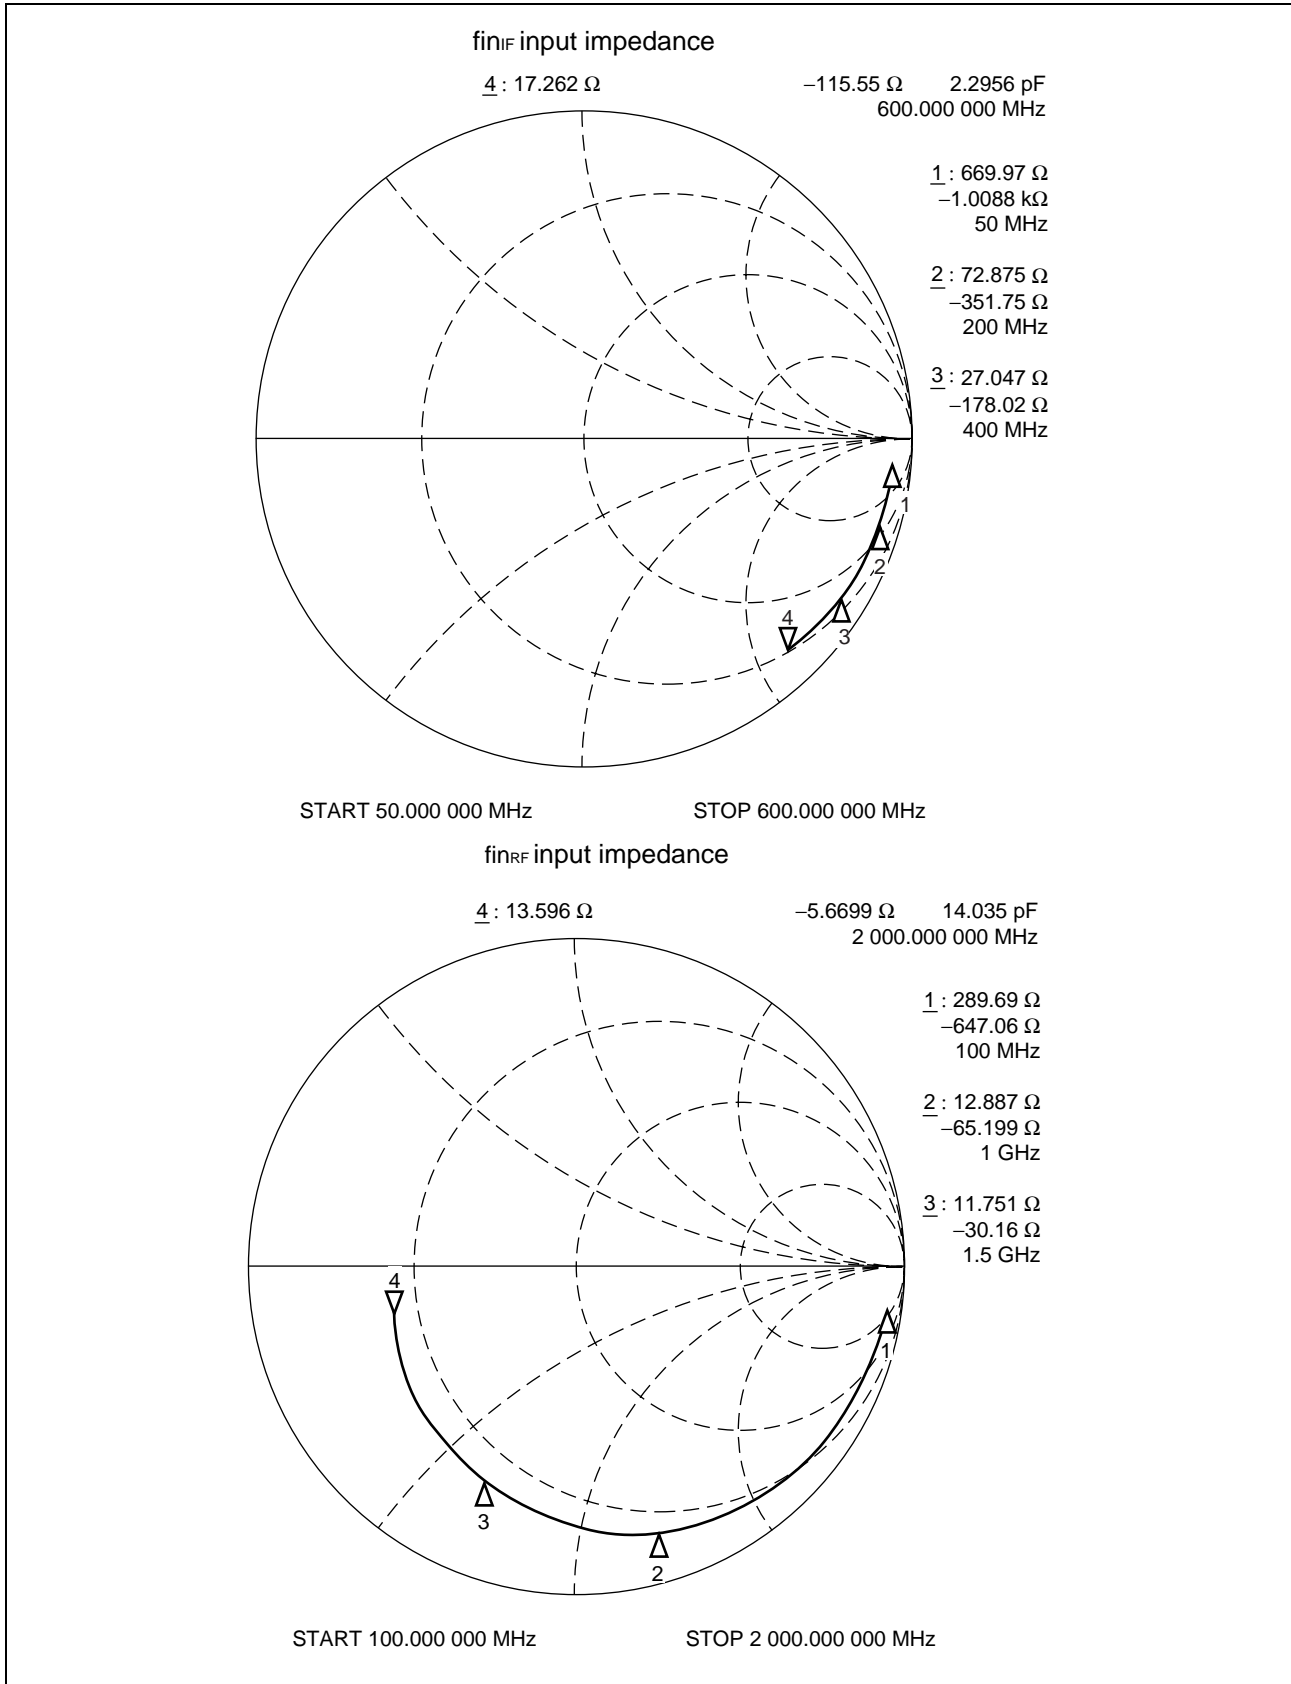 finIF input impedance
4 : 17.262 Ω −115.55 Ω 2.2956 pF
600.000 000 MHz
1 : 669.97 Ω
−1.0088 kΩ
50 MHz
2 : 72.875 Ω
−351.75 Ω
200 MHz
3 : 27.047 Ω
−178.02 Ω
400 MHz
1
2
4
3
START 50.000 000 MHz STOP 600.000 000 MHz
finRF input impedance
4 : 13.596 Ω −5.6699 Ω 14.035 pF
2 000.000 000 MHz
1 : 289.69 Ω
−647.06 Ω
100 MHz
2 : 12.887 Ω
−65.199 Ω
1 GHz
3 : 11.751 Ω
−30.16 Ω
1.5 GHz
4
1
3
2
START 100.000 000 MHz STOP 2 000.000 000 MHz